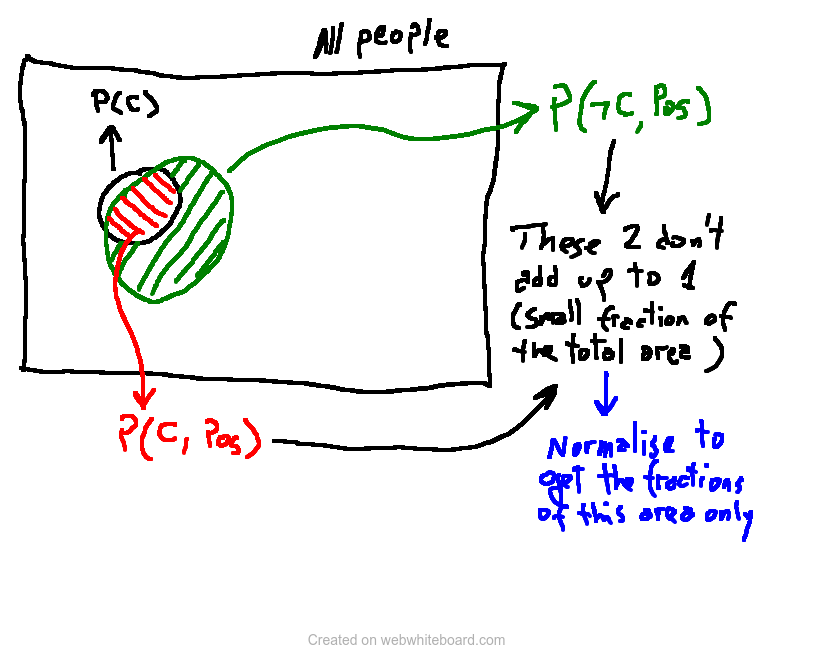 All people
P(C)
P(¬C, Pos)
These 2 don't
add up to 1
(small fraction of
the total area)
P(C, Pos)
Normalise to
get the fractions
of this area only
Created on webwhiteboard.com